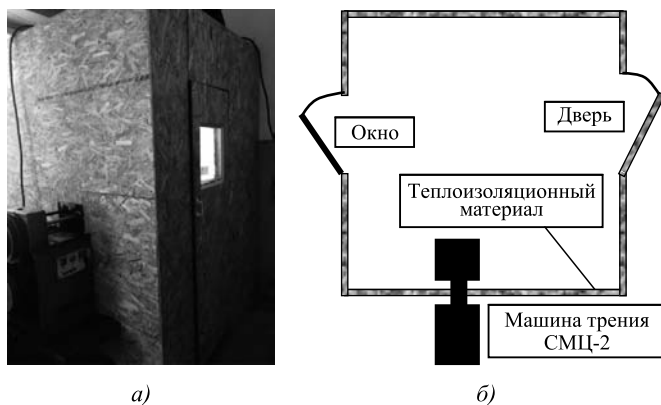 Окно
Дверь
Теплоизоляционный
материал
Машина трения
СМЦ-2
а)
б)